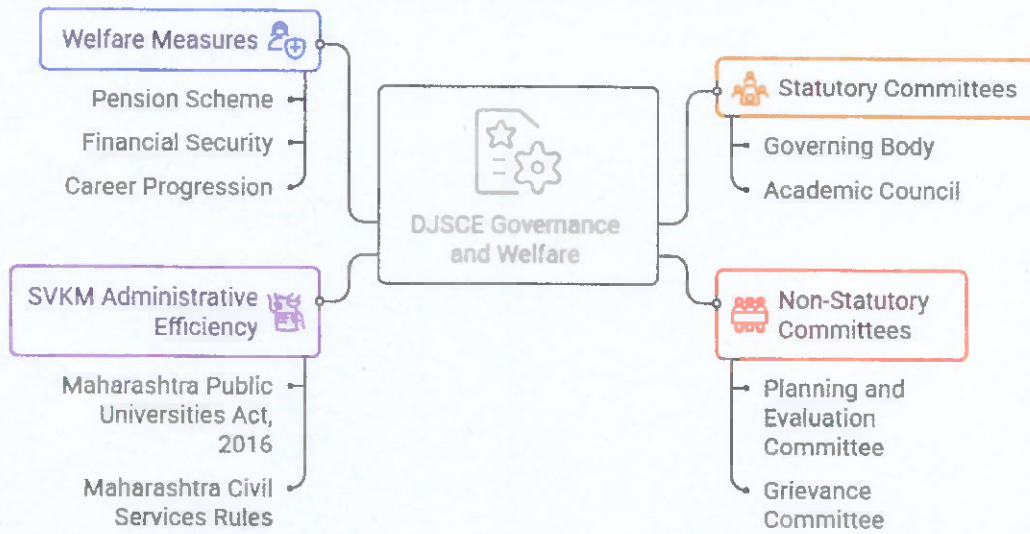 Welfare Measures
Pension Scheme
Financial Security
Career Progression
SVKM Administrative
Efficiency
Maharashtra Public
Universities Act,
2016
Maharashtra Civil
Services Rules
DJSCE Governance
and Welfare
Statutory Committees
Governing Body
Academic Council
Non-Statutory
Committees
Planning and
Evaluation
Committee
Grievance
Committee